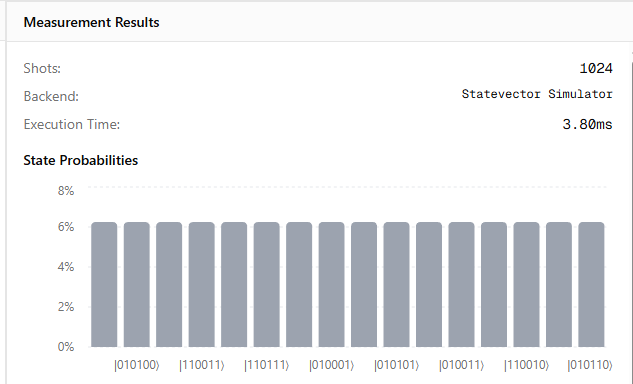 Measurement Results
Shots: 1024
Backend: Statevector Simulator
Execution Time: 3.80ms
State Probabilities
8%
6%
4%
2%
0%
|010100⟩ |110011⟩ |110111⟩ |010001⟩ |010101⟩ |010011⟩ |110010⟩ |010110⟩